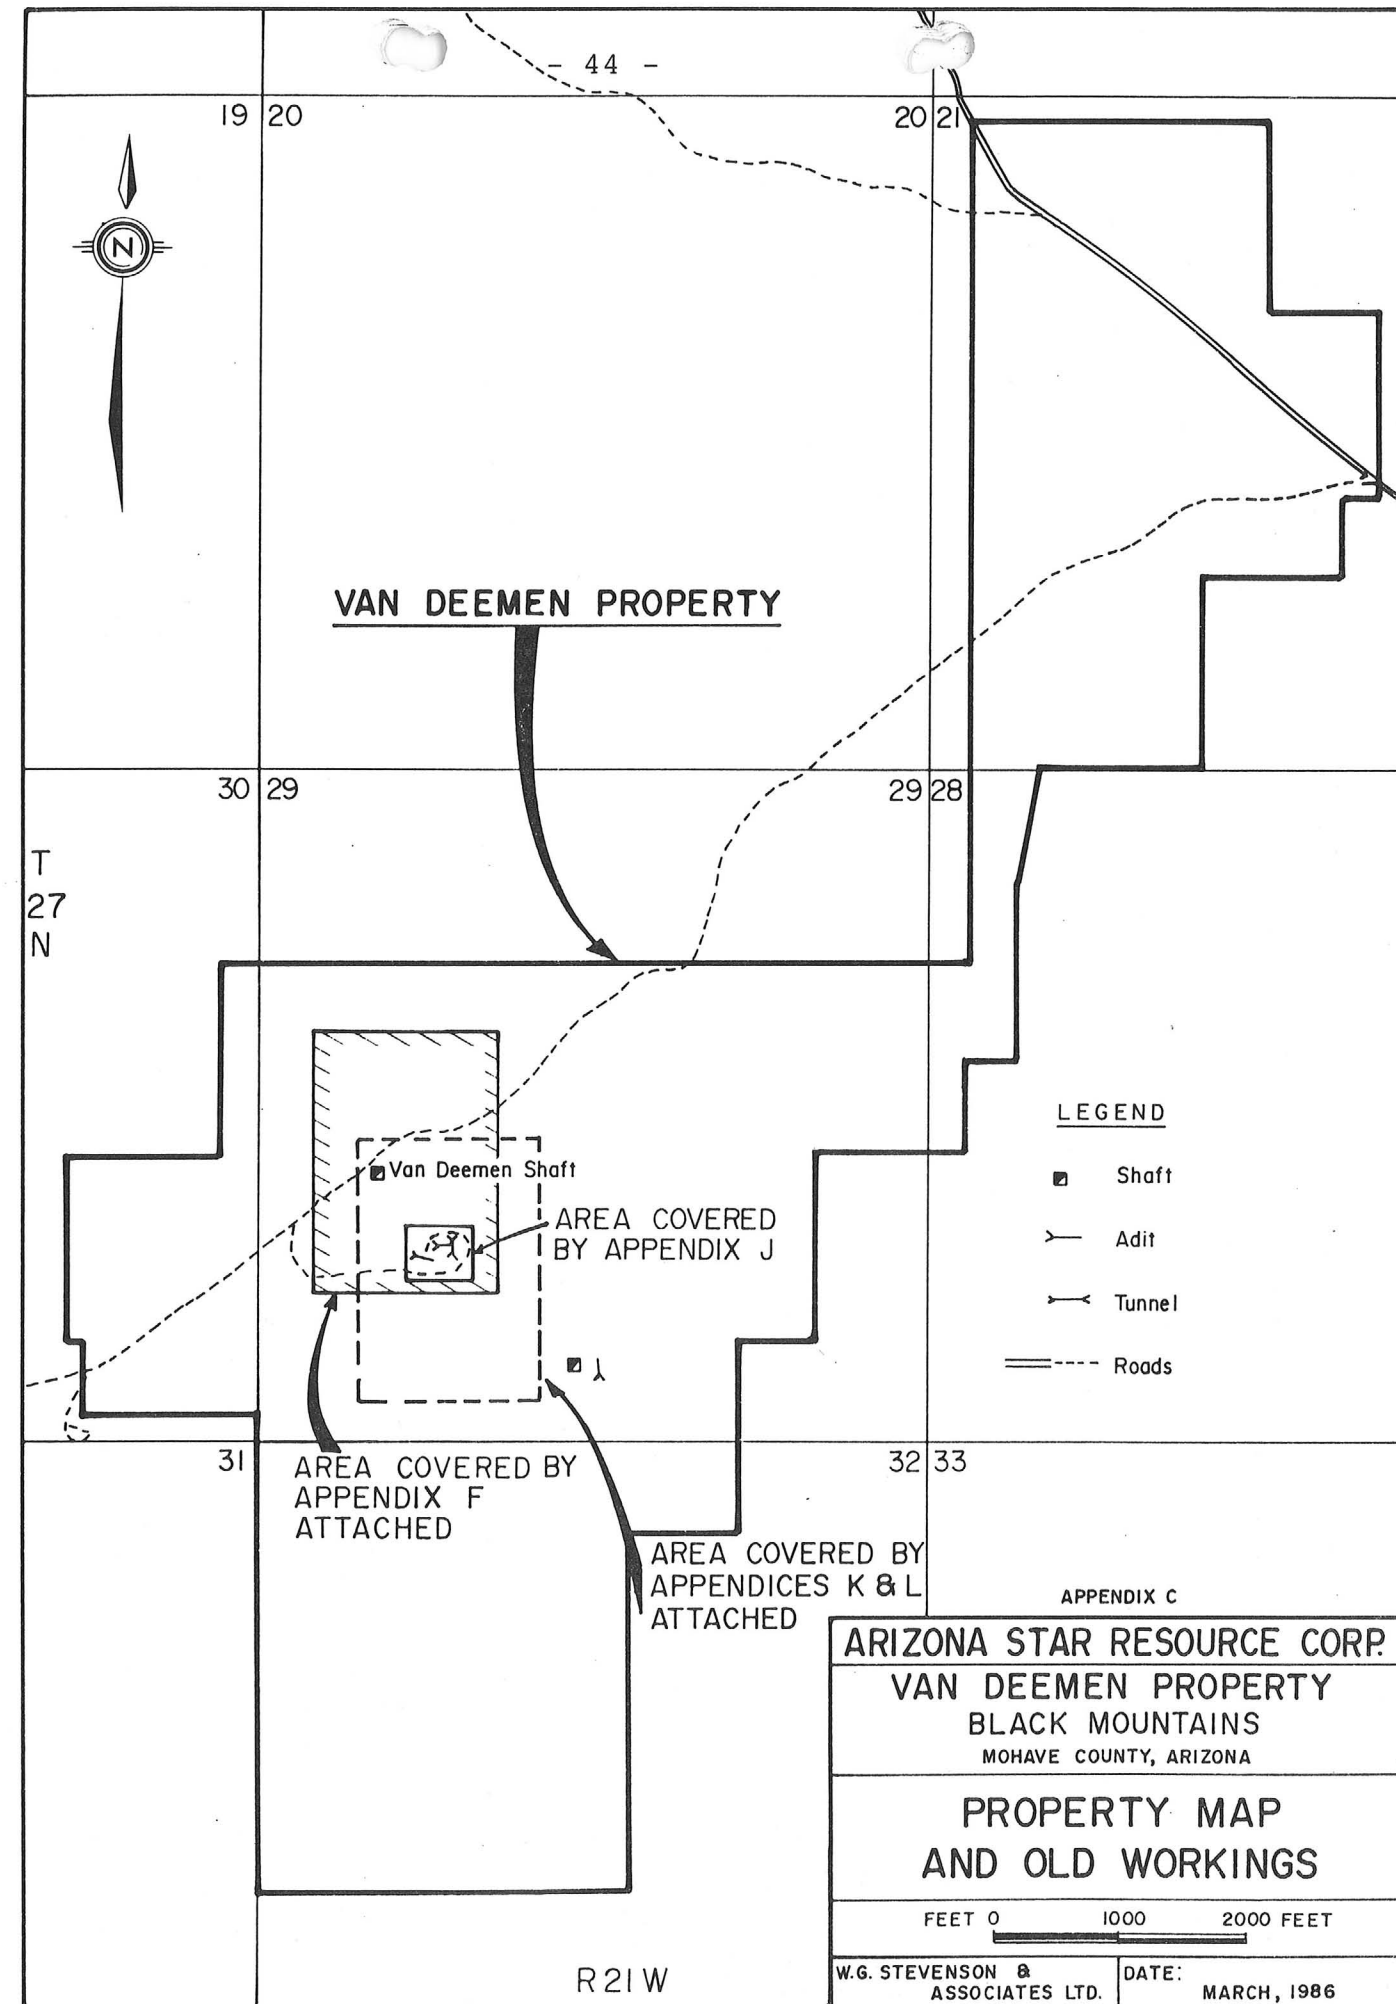 - 44 -
19 20
20 21
N
VAN DEEMEN PROPERTY
30 29
29 28
T
27
N
LEGEND
Shaft
Adit
Tunnel
Roads
Van Deemen Shaft
AREA COVERED
BY APPENDIX J
31
32 33
AREA COVERED BY
APPENDIX F
ATTACHED
AREA COVERED BY
APPENDICES K & L
ATTACHED
APPENDIX C
ARIZONA STAR RESOURCE CORP.
VAN DEEMEN PROPERTY
BLACK MOUNTAINS
MOHAVE COUNTY, ARIZONA
PROPERTY MAP
AND OLD WORKINGS
FEET 0 1000 2000 FEET
W.G. STEVENSON &
ASSOCIATES LTD.
DATE:
MARCH, 1986
R 21 W